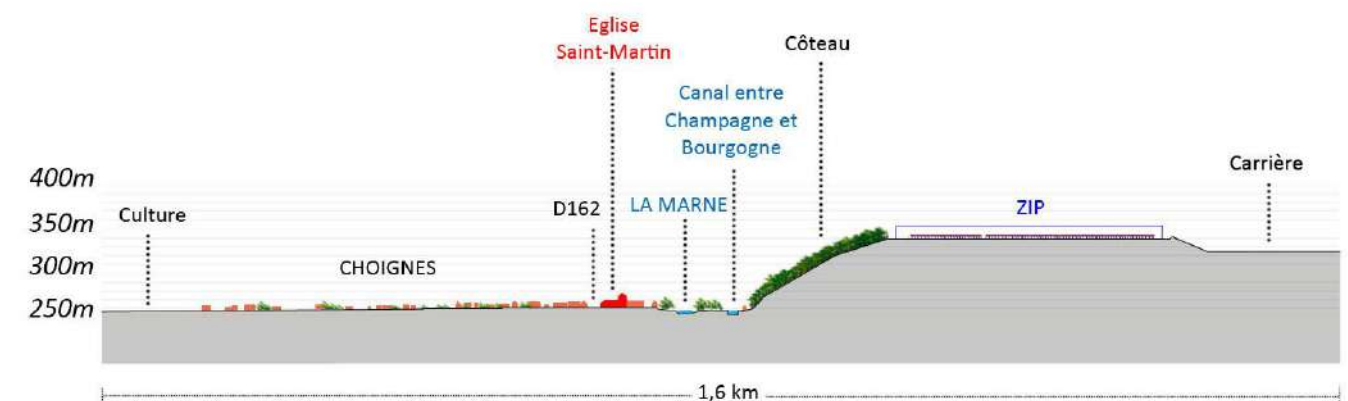 Eglise
Saint-Martin
Côteau
Canal entre
Champagne et
Bourgogne
Carrière
400m
350m
300m
250m
Culture
D162
LA MARNE
ZIP
CHOIGNES
1,6 km